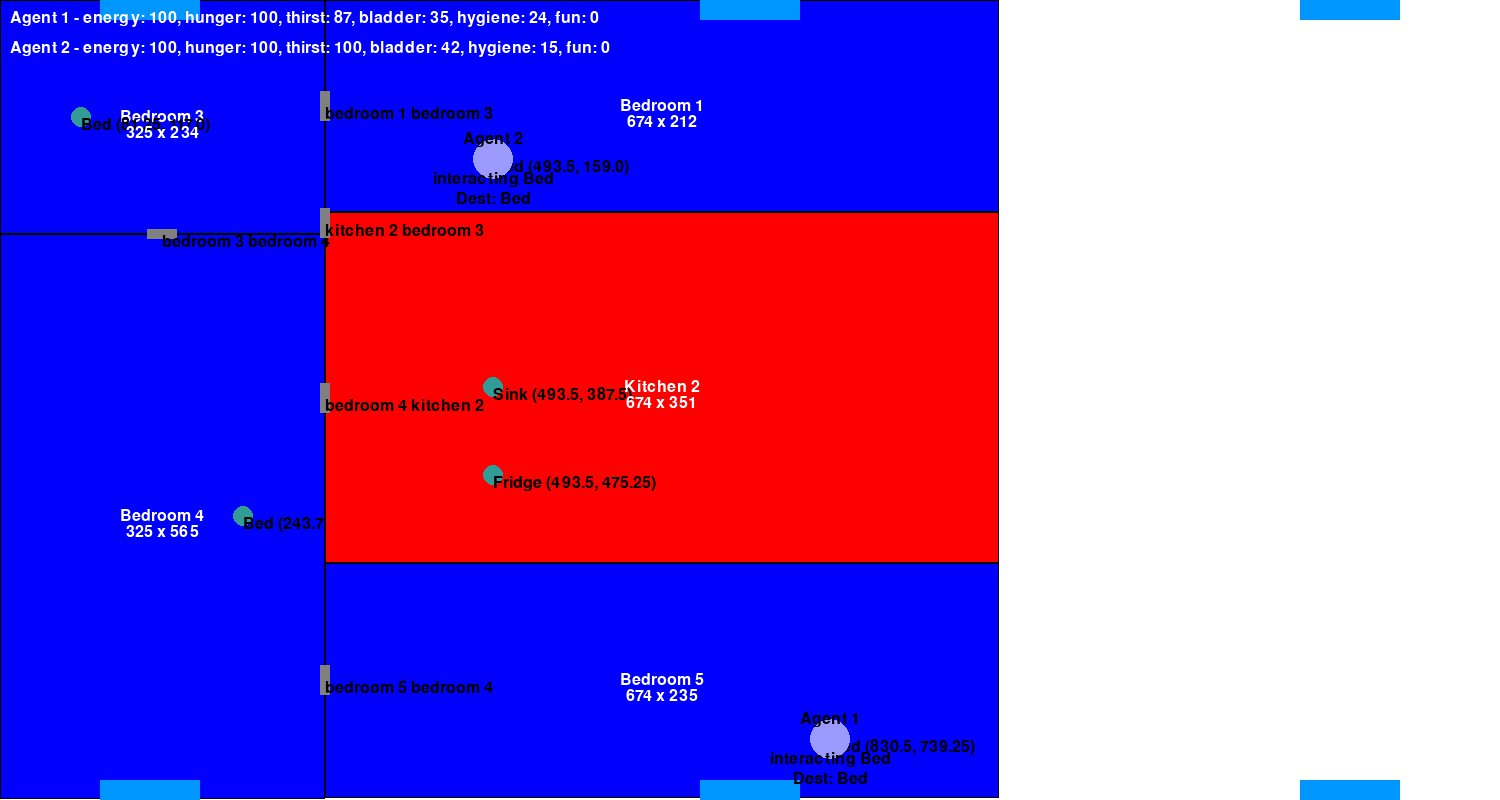 Agent 1 - energy: 100, hunger: 100, thirst: 87, bladder: 35, hygiene: 24, fun: 0
Agent 2 - energy: 100, hunger: 100, thirst: 100, bladder: 42, hygiene: 15, fun: 0
Bedroom 3
325 x 234
Bed
bedroom 1 bedroom 3
Bedroom 1
674 x 212
Agent 2
(493.5, 159.0)
interacting Bed
Dest: Bed
kitchen 2 bedroom 3
bedroom 3 bedroom 4
Sink (493.5, 387.5
Kitchen 2
674 x 351
bedroom 4 kitchen 2
Fridge (493.5, 475.25)
Bedroom 4
325 x 565
Bed (243.7
bedroom 5 bedroom 4
Bedroom 5
674 x 235
Agent 1
(830.5, 739.25)
interacting Bed
Dest: Bed